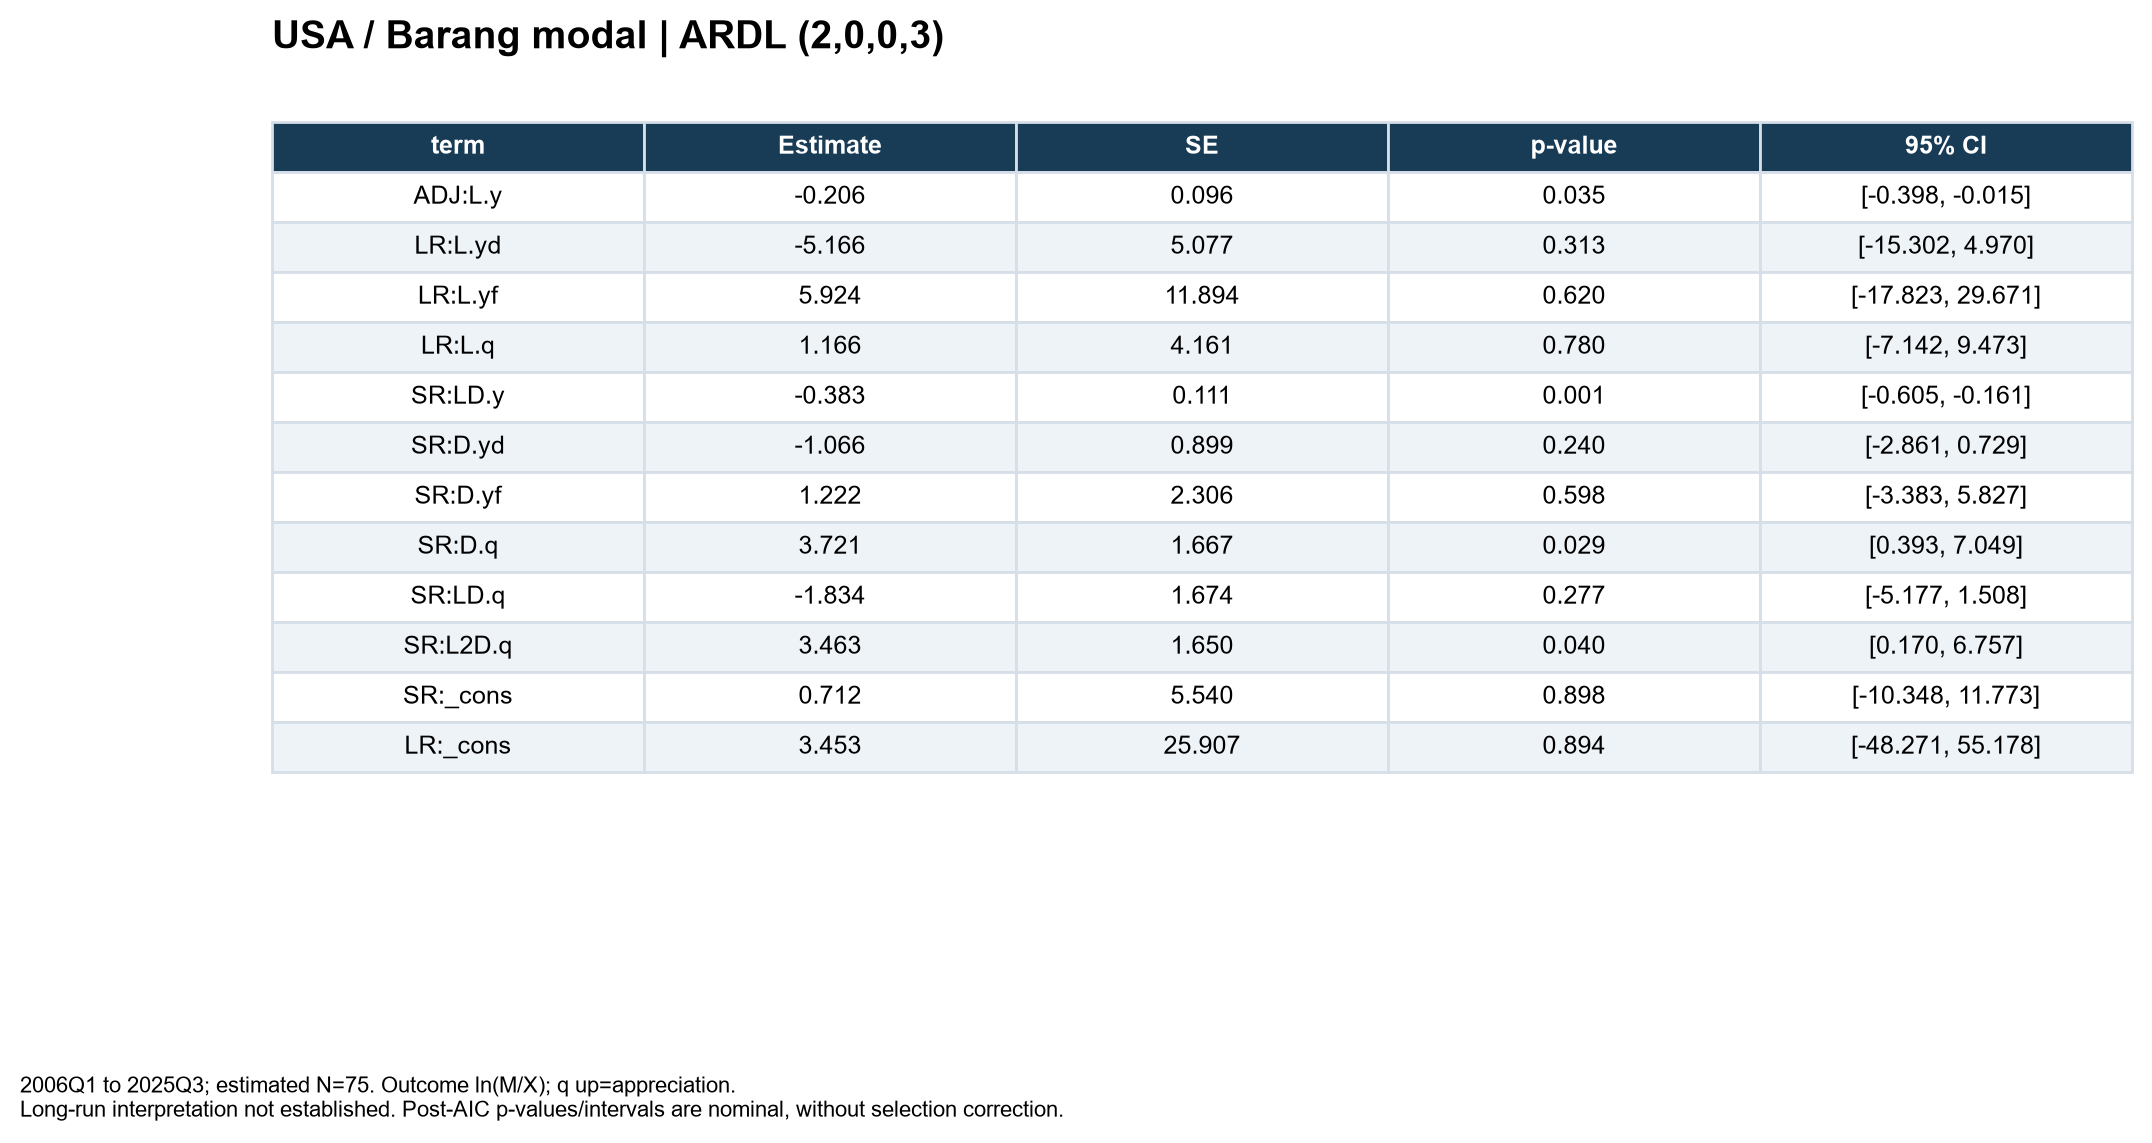 USA / Barang modal | ARDL (2,0,0,3)
term Estimate SE p-value 95% CI
ADJ:L.y -0.206 0.096 0.035 [-0.398, -0.015]
LR:L.yd -5.166 5.077 0.313 [-15.302, 4.970]
LR:L.yf 5.924 11.894 0.620 [-17.823, 29.671]
LR:L.q 1.166 4.161 0.780 [-7.142, 9.473]
SR:LD.y -0.383 0.111 0.001 [-0.605, -0.161]
SR:D.yd -1.066 0.899 0.240 [-2.861, 0.729]
SR:D.yf 1.222 2.306 0.598 [-3.383, 5.827]
SR:D.q 3.721 1.667 0.029 [0.393, 7.049]
SR:LD.q -1.834 1.674 0.277 [-5.177, 1.508]
SR:L2D.q 3.463 1.650 0.040 [0.170, 6.757]
SR:_cons 0.712 5.540 0.898 [-10.348, 11.773]
LR:_cons 3.453 25.907 0.894 [-48.271, 55.178]
2006Q1 to 2025Q3; estimated N=75. Outcome ln(M/X); q up=appreciation.
Long-run interpretation not established. Post-AIC p-values/intervals are nominal, without selection correction.